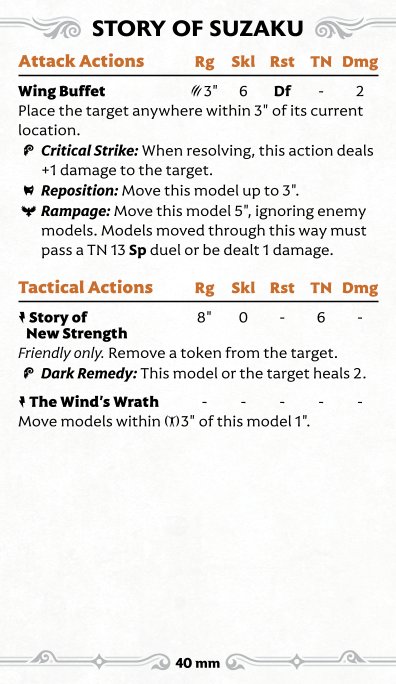 STORY OF SUZAKU
Attack Actions Rg Skl Rst TN Dmg
Wing Buffet 3" 6 Df - 2
Place the target anywhere within 3" of its current
location.
Critical Strike: When resolving, this action deals
+1 damage to the target.
Reposition: Move this model up to 3".
Rampage: Move this model 5", ignoring enemy
models. Models moved through this way must
pass a TN 13 Sp duel or be dealt 1 damage.
Tactical Actions Rg Skl Rst TN Dmg
Story of
New Strength 8" 0 - 6 -
Friendly only. Remove a token from the target.
Dark Remedy: This model or the target heals 2.
The Wind's Wrath - - - - -
Move models within 3" of this model 1".
40 mm